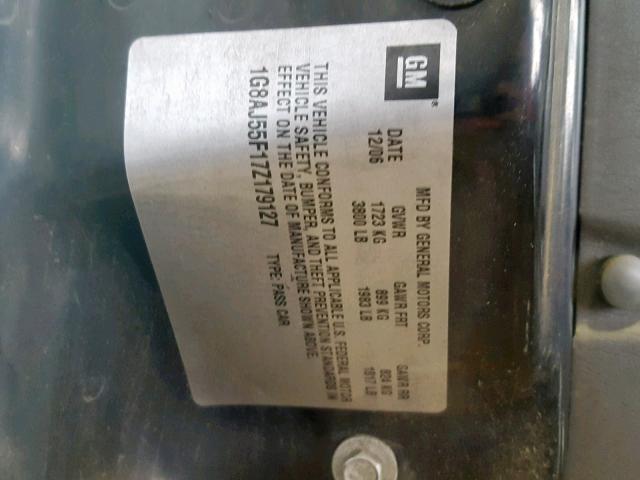 GM®
MFD BY GENERAL MOTORS CORP.
DATE GVWR GAWR FRT GAWR RR
12/06 1723 KG 899 KG 824 KG
3800 LB 1983 LB 1817 LB
THIS VEHICLE CONFORMS TO ALL APPLICABLE U.S. FEDERAL MOTOR
VEHICLE SAFETY, BUMPER, AND THEFT PREVENTION STANDARDS IN
EFFECT ON THE DATE OF MANUFACTURE SHOWN ABOVE.
1G8AJ55F17Z179127 TYPE: PASS CAR